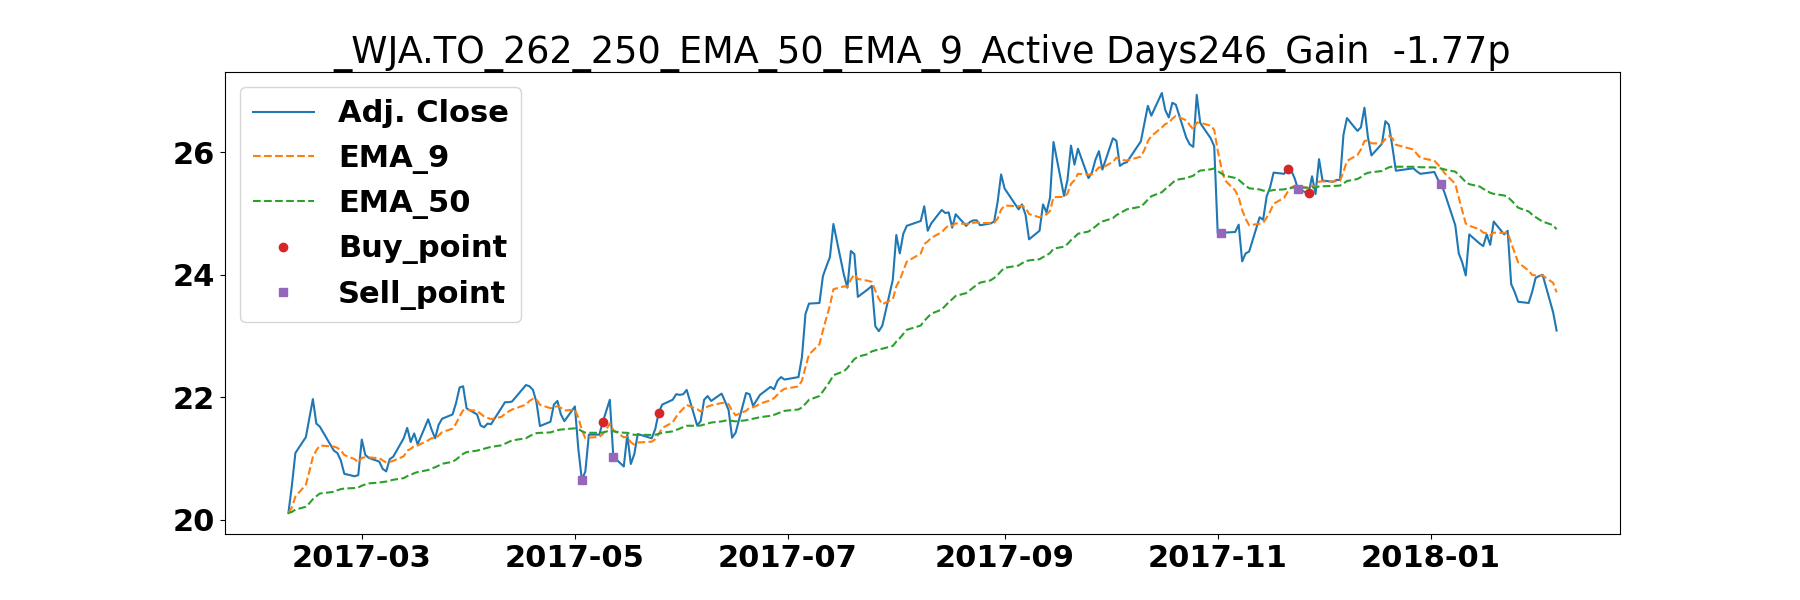 _WJA.TO_262_250_EMA_50_EMA_9_Active Days246_Gain  -1.77p
Adj. Close
EMA_9
EMA_50
Buy_point
Sell_point
26
24
22
20
2017-03 2017-05 2017-07 2017-09 2017-11 2018-01